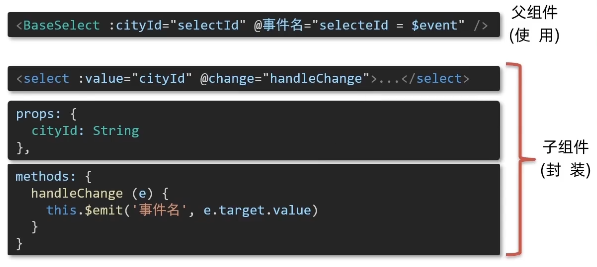 <BaseSelect :cityId="selectId" @事件名="selecteId = $event" />
父组件
(使 用)
<select :value="cityId" @change="handleChange">...</select>
props: {
  cityId: String
},
methods: {
  handleChange (e) {
    this.$emit('事件名', e.target.value)
  }
}
子组件
(封 装)